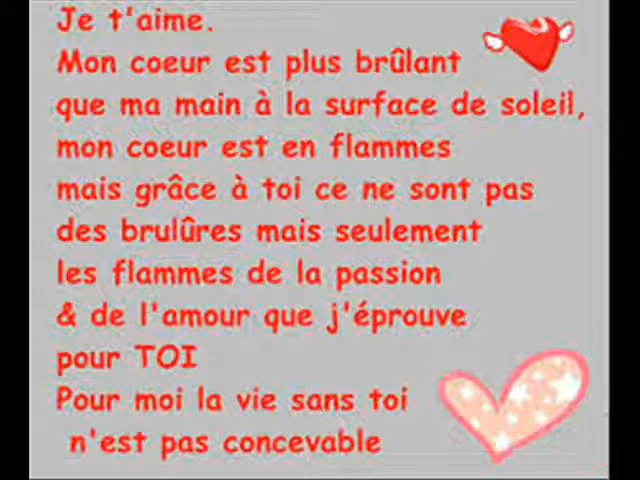 Je t'aime.
Mon coeur est plus brûlant
que ma main à la surface de soleil,
mon coeur est en flammes
mais grâce à toi ce ne sont pas
des brulûres mais seulement
les flammes de la passion
& de l'amour que j'éprouve
pour TOI
Pour moi la vie sans toi
n'est pas concevable